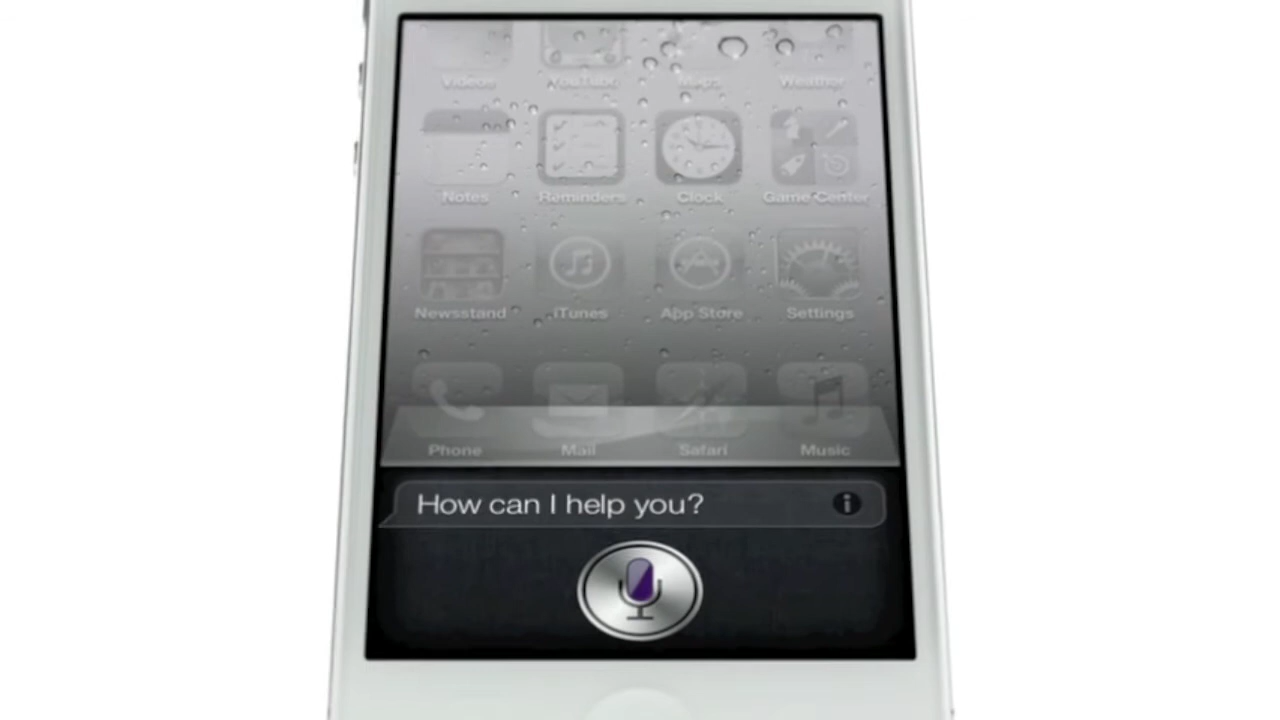 Videos YouTube Maps Weather
Notes Reminders Clock Game Center
Newsstand iTunes App Store Settings
Phone Mail Safari Music
How can I help you?